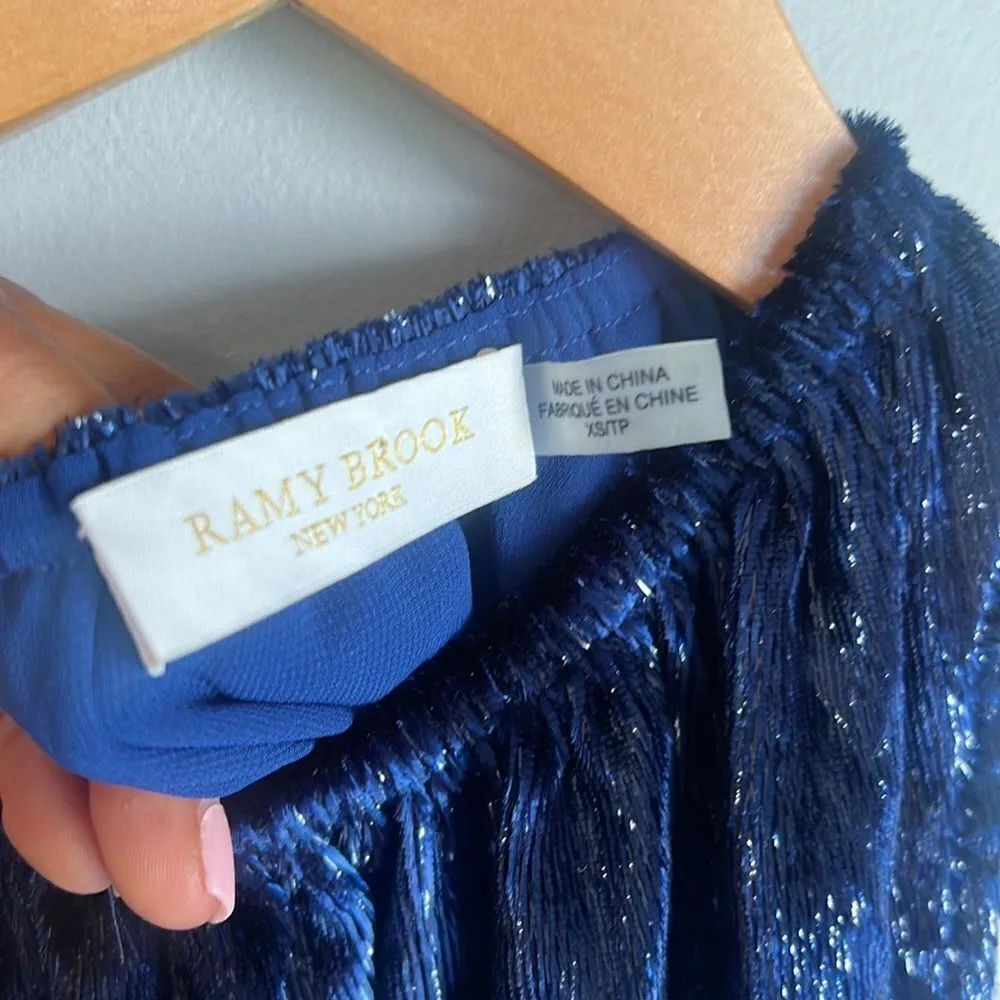 RAMY BROOK
NEW YORK
MADE IN CHINA
FABRIQUÉ EN CHINE
XS/TP